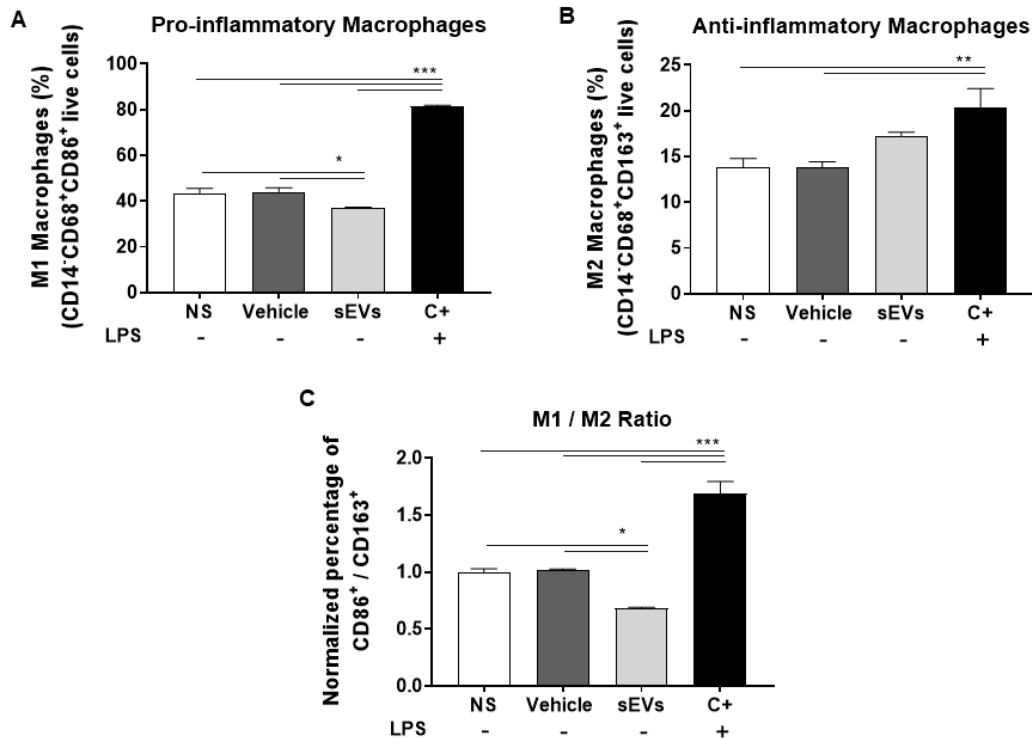 A
Pro-inflammatory Macrophages
M1 Macrophages (%)
(CD14⁻CD68⁺CD86⁺ live cells)
100
80
60
40
20
0
***
*
NS Vehicle sEVs C+
LPS - - - +
B
Anti-inflammatory Macrophages
M2 Macrophages (%)
(CD14⁻CD68⁺CD163⁺ live cells)
25
20
15
10
5
0
**
NS Vehicle sEVs C+
LPS - - - +
C
M1 / M2 Ratio
Normalized percentage of
CD86⁺ / CD163⁺
2.0
1.5
1.0
0.5
0.0
***
*
NS Vehicle sEVs C+
LPS - - - +